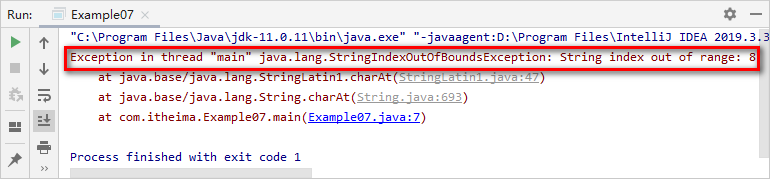 Run: Example07 ×
"C:\Program Files\Java\jdk-11.0.11\bin\java.exe" "-javaagent:D:\Program Files\IntelliJ IDEA 2019.3.3
Exception in thread "main" java.lang.StringIndexOutOfBoundsException: String index out of range: 8
at java.base/java.lang.StringLatin1.charAt(StringLatin1.java:47)
at java.base/java.lang.String.charAt(String.java:693)
at com.itheima.Example07.main(Example07.java:7)
Process finished with exit code 1